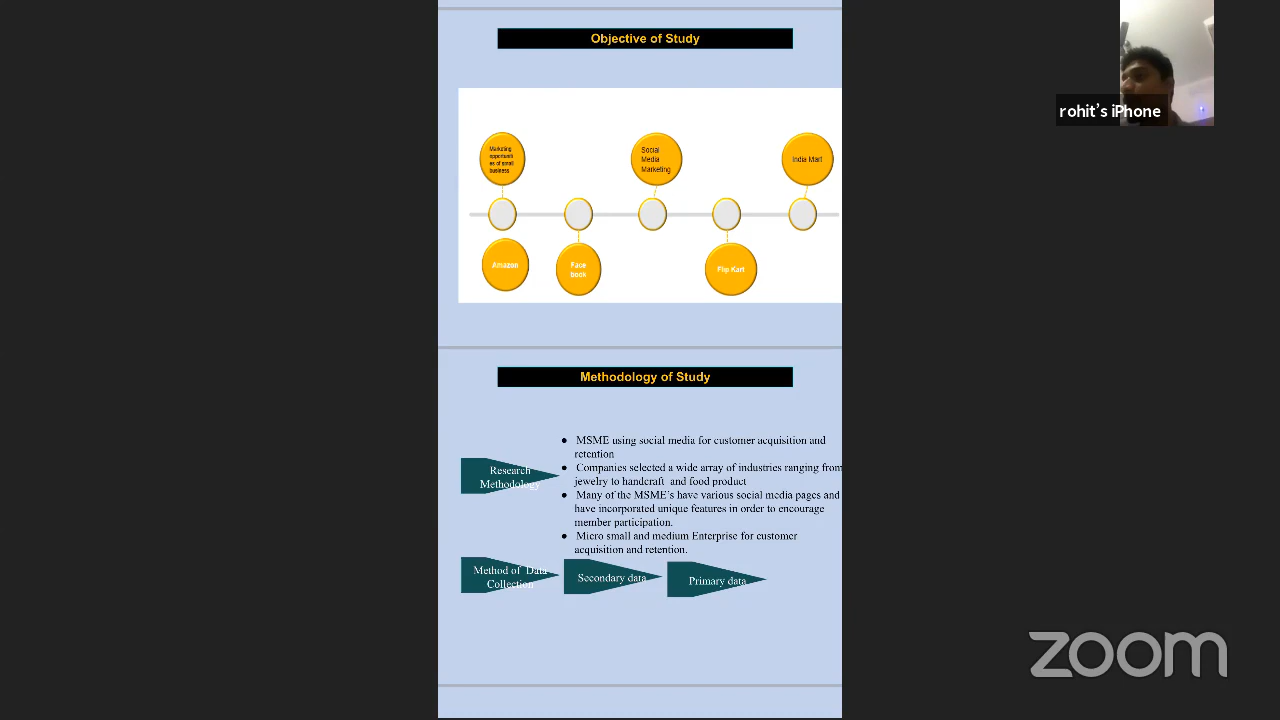 Objective of Study
rohit's iPhone
Marketing
opportuniti
es of small
business
Social
Media
Marketing
India Mart
Amazon
Face
book
Flip Kart
Methodology of Study
Research
Methodology
● MSME using social media for customer acquisition and
retention
● Companies selected a wide array of industries ranging from
jewelry to handcraft and food product
● Many of the MSME's have various social media pages and
have incorporated unique features in order to encourage
member participation.
● Micro small and medium Enterprise for customer
acquisition and retention.
Method of Data
Collection
Secondary data
Primary data
zoom